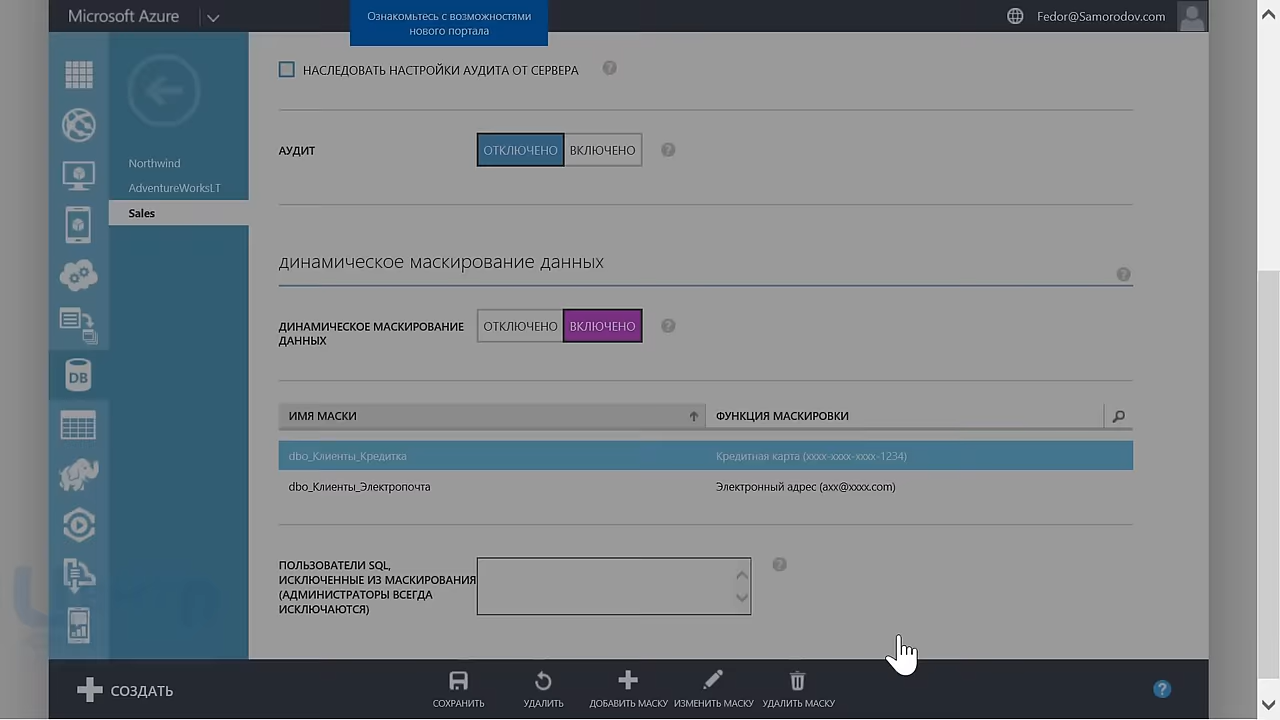 Microsoft Azure
Ознакомьтесь с возможностями
нового портала
Fedor@Samorodov.com
НАСЛЕДОВАТЬ НАСТРОЙКИ АУДИТА ОТ СЕРВЕРА
АУДИТ
ОТКЛЮЧЕНО ВКЛЮЧЕНО
Northwind
AdventureWorksLT
Sales
динамическое маскирование данных
ДИНАМИЧЕСКОЕ МАСКИРОВАНИЕ
ДАННЫХ
ОТКЛЮЧЕНО ВКЛЮЧЕНО
ИМЯ МАСКИ ФУНКЦИЯ МАСКИРОВКИ
dbo_Клиенты_Кредитка Кредитная карта (xxxx-xxxx-xxxx-1234)
dbo_Клиенты_Электропочта Электронный адрес (axx@xxxx.com)
DB
ПОЛЬЗОВАТЕЛИ SQL,
ИСКЛЮЧЕННЫЕ ИЗ МАСКИРОВАНИЯ
(АДМИНИСТРАТОРЫ ВСЕГДА
ИСКЛЮЧАЮТСЯ)
СОЗДАТЬ
СОХРАНИТЬ УДАЛИТЬ ДОБАВИТЬ МАСКУ ИЗМЕНИТЬ МАСКУ УДАЛИТЬ МАСКУ